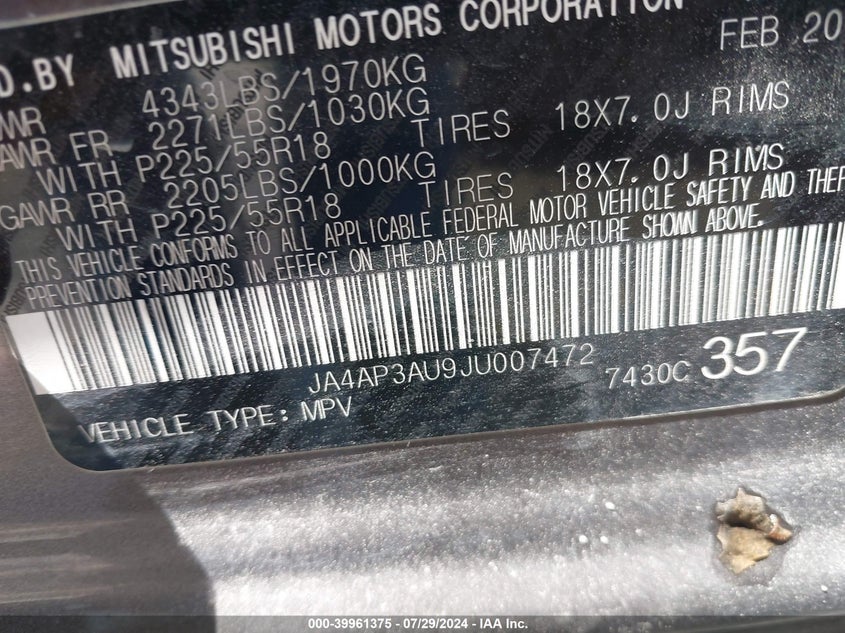 D.BY MITSUBISHI MOTORS CORPORATION
FEB 20
WR 4343LBS/1970KG
AWR FR 2271LBS/1030KG
WITH P225/55R18 TIRES 18X7.0J RIMS
GAWR RR 2205LBS/1000KG
WITH P225/55R18 TIRES 18X7.0J RIMS
THIS VEHICLE CONFORMS TO ALL APPLICABLE FEDERAL MOTOR VEHICLE SAFETY AND THEF
PREVENTION STANDARDS IN EFFECT ON THE DATE OF MANUFACTURE SHOWN ABOVE.
JA4AP3AU9JU007472
7430C 357
VEHICLE TYPE: MPV
000-39961375 / 07/29/2024 - IAA Inc.